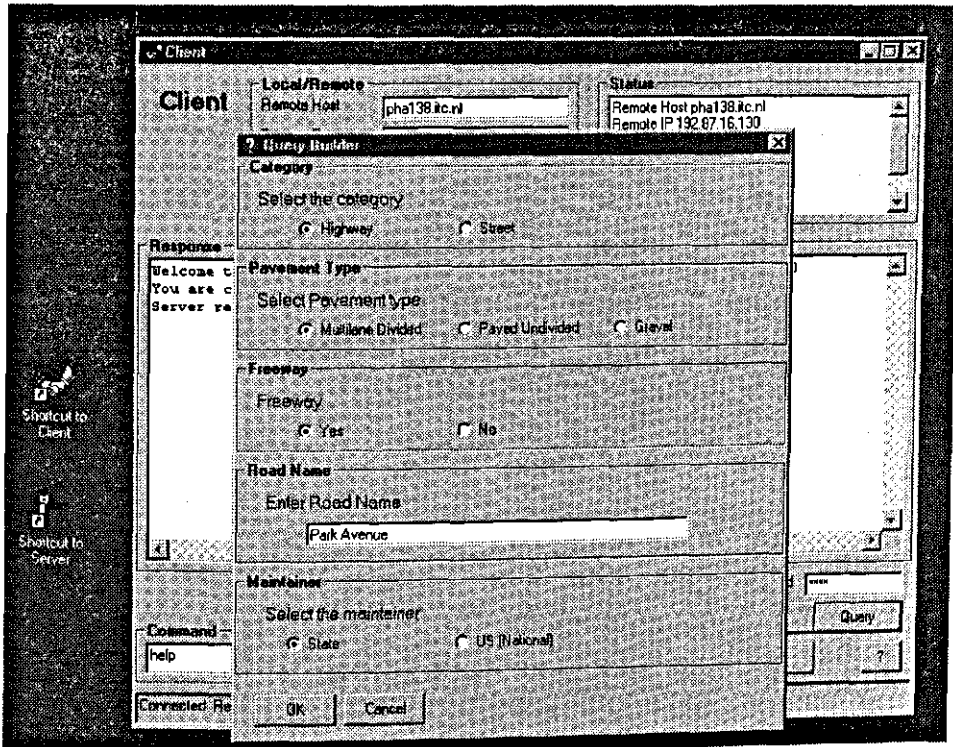 Client
Client
Local/Remote
Remote Host
pha138.itc.nl
Status
Remote Host pha138.itc.nl
Remote IP 192.87.16.130
? Query Builder
Category
Select the category
Highway
Street
Response
Welcome t
You are c
Server re
Pavement Type
Select Pavement type
Multilane Divided
Paved Undivided
Gravel
Freeway
Freeway
Yes
No
Road Name
Enter Road Name
Park Avenue
Maintainer
Select the maintainer
State
US (National)
OK
Cancel
Command
help
Connected Re
****
Query
?
Shortcut to
Client
Shortcut to
Server